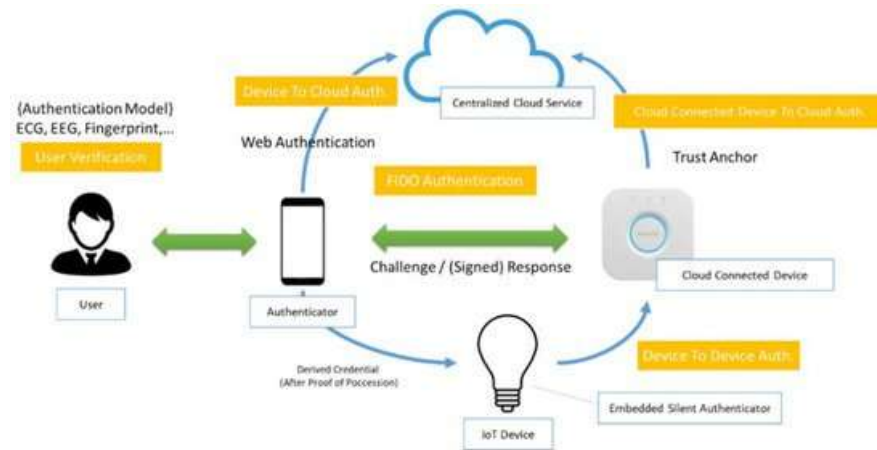 Device To Cloud Auth.
Centralized Cloud Service
Cloud Connected Device To Cloud Auth.
{Authentication Model}
ECG, EEG, Fingerprint,...
User Verification
Web Authentication
Trust Anchor
FIDO Authentication
Challenge / (Signed) Response
Cloud Connected Device
User
Authenticator
Derived Credential
(After Proof of Poccession)
Device To Device Auth.
Embedded Silent Authenticator
IoT Device